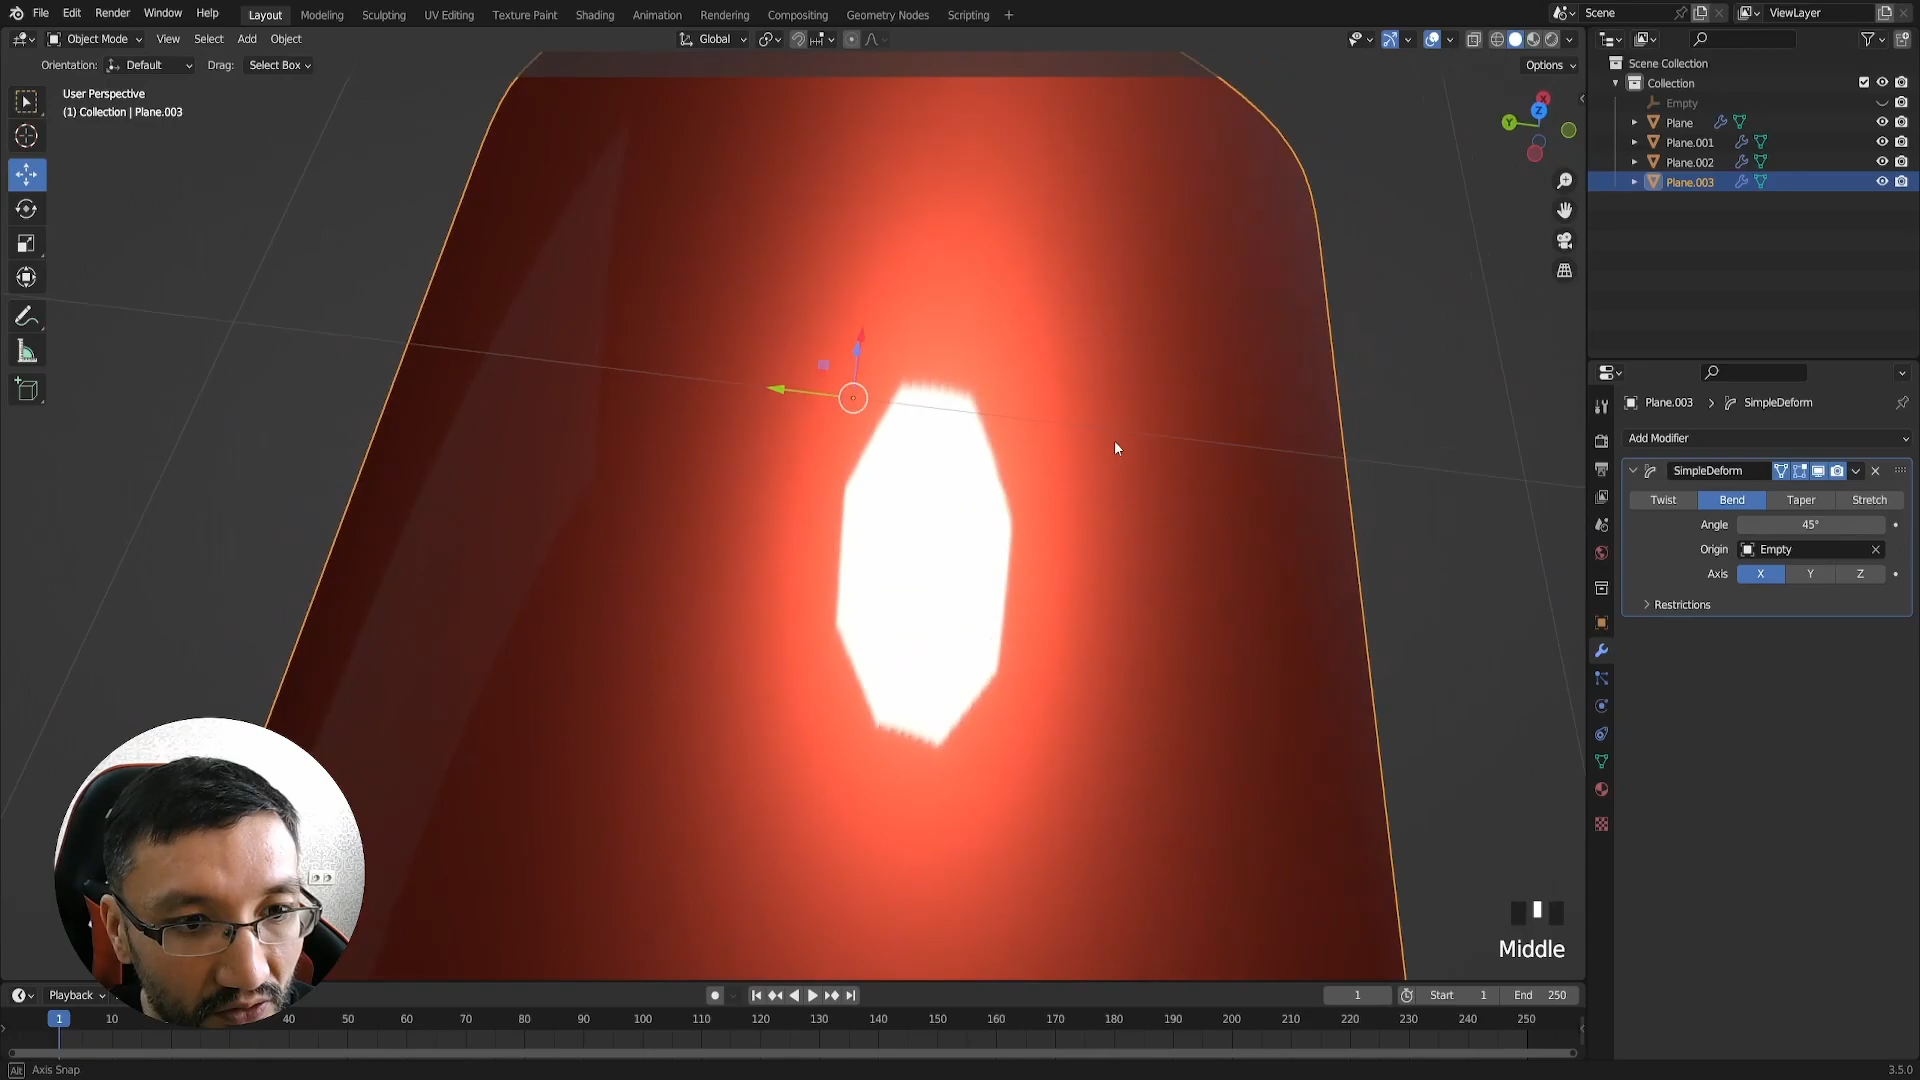 File Edit Render Window Help Layout Modeling Sculpting UV Editing Texture Paint Shading Animation Rendering Compositing Geometry Nodes Scripting + Scene ViewLayer
Object Mode View Select Add Object Global
Orientation: Default Drag: Select Box Options
User Perspective
(1) Collection | Plane.003
X
Y
Z
Scene Collection
Collection
Empty
Plane
Plane.001
Plane.002
Plane.003
Plane.003 > SimpleDeform
Add Modifier
SimpleDeform
Twist Bend Taper Stretch
Angle 45°
Origin Empty
Axis X Y Z
Restrictions
Middle
Playback 1 Start 1 End 250
1 10 40 50 60 70 80 90 100 110 120 130 140 150 160 170 180 190 200 210 220 230 240 250
Alt Axis Snap 3.5.0